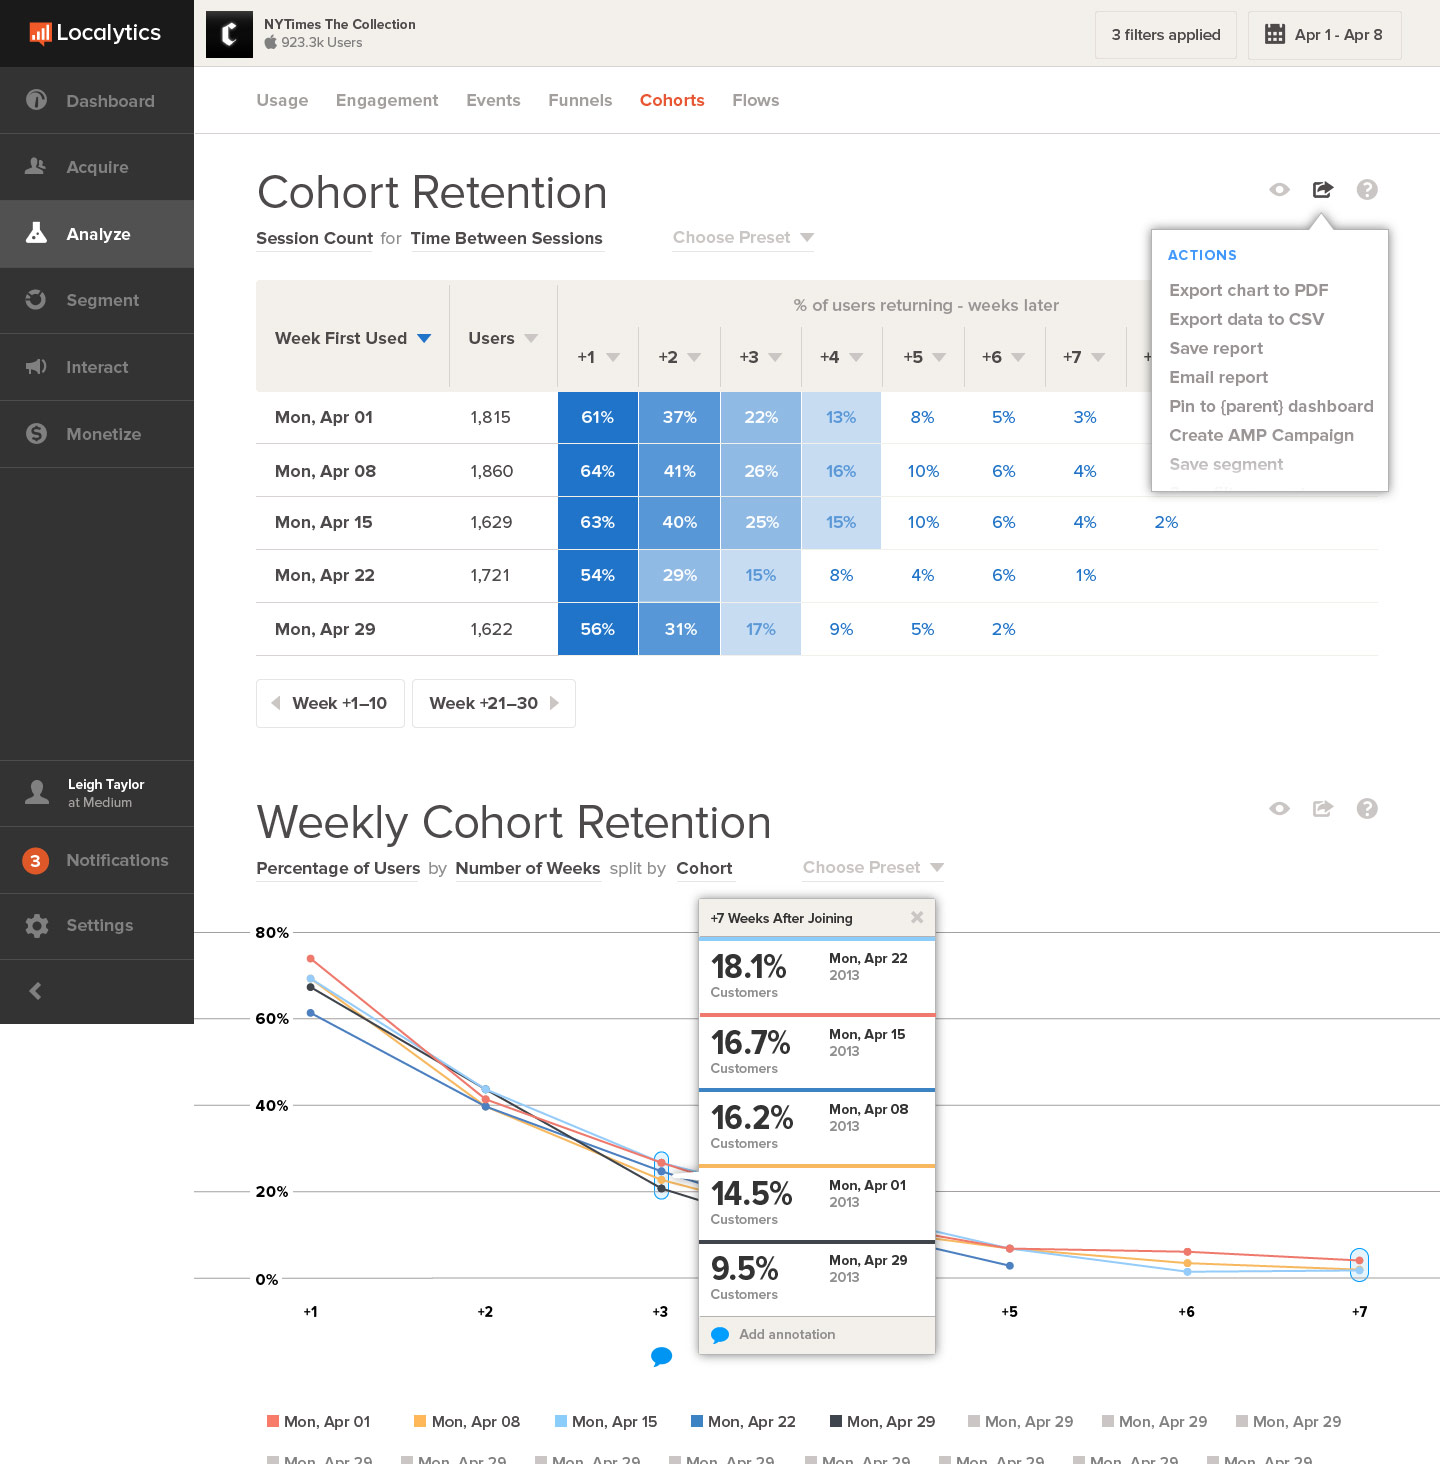 Localytics
NYTimes The Collection
923.3k Users
3 filters applied
Apr 1 - Apr 8
Dashboard
Acquire
Analyze
Segment
Interact
Monetize
Leigh Taylor
at Medium
3 Notifications
Settings
Usage Engagement Events Funnels Cohorts Flows
Cohort Retention
Session Count for Time Between Sessions Choose Preset
ACTIONS
Export chart to PDF
Export data to CSV
Save report
Email report
Pin to {parent} dashboard
Create AMP Campaign
Save segment
% of users returning - weeks later
Week First Used Users
+1 +2 +3 +4 +5 +6 +7 +
Mon, Apr 01 1,815 61% 37% 22% 13% 8% 5% 3%
Mon, Apr 08 1,860 64% 41% 26% 16% 10% 6% 4%
Mon, Apr 15 1,629 63% 40% 25% 15% 10% 6% 4% 2%
Mon, Apr 22 1,721 54% 29% 15% 8% 4% 6% 1%
Mon, Apr 29 1,622 56% 31% 17% 9% 5% 2%
Week +1–10 Week +21–30
Weekly Cohort Retention
Percentage of Users by Number of Weeks split by Cohort Choose Preset
80%
60%
40%
20%
0%
+7 Weeks After Joining
18.1% Mon, Apr 22
2013
Customers
16.7% Mon, Apr 15
2013
Customers
16.2% Mon, Apr 08
2013
Customers
14.5% Mon, Apr 01
2013
Customers
9.5% Mon, Apr 29
2013
Customers
Add annotation
+1 +2 +3 +5 +6 +7
Mon, Apr 01 Mon, Apr 08 Mon, Apr 15 Mon, Apr 22 Mon, Apr 29 Mon, Apr 29 Mon, Apr 29 Mon, Apr 29
Mon, Apr 29 Mon, Apr 29 Mon, Apr 29 Mon, Apr 29 Mon, Apr 29 Mon, Apr 29 Mon, Apr 29 Mon, Apr 29